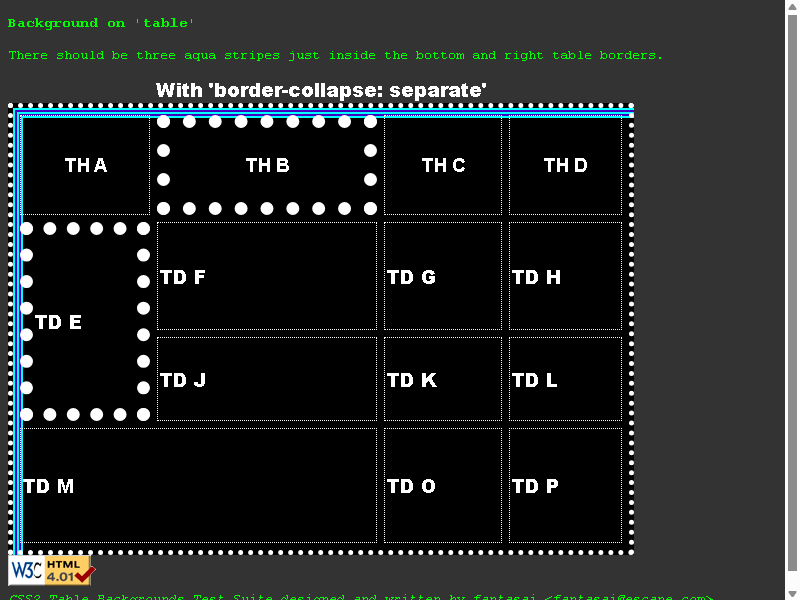 Background on 'table'
There should be three aqua stripes just inside the bottom and right table borders.
With 'border-collapse: separate'
TH A TH B TH C TH D
TD F TD G TD H
TD E
TD J TD K TD L
TD M TD O TD P
W3C HTML 4.01
CSS2 Table Backgrounds Test Suite designed and written by fantasai <fantasai@escape.com>